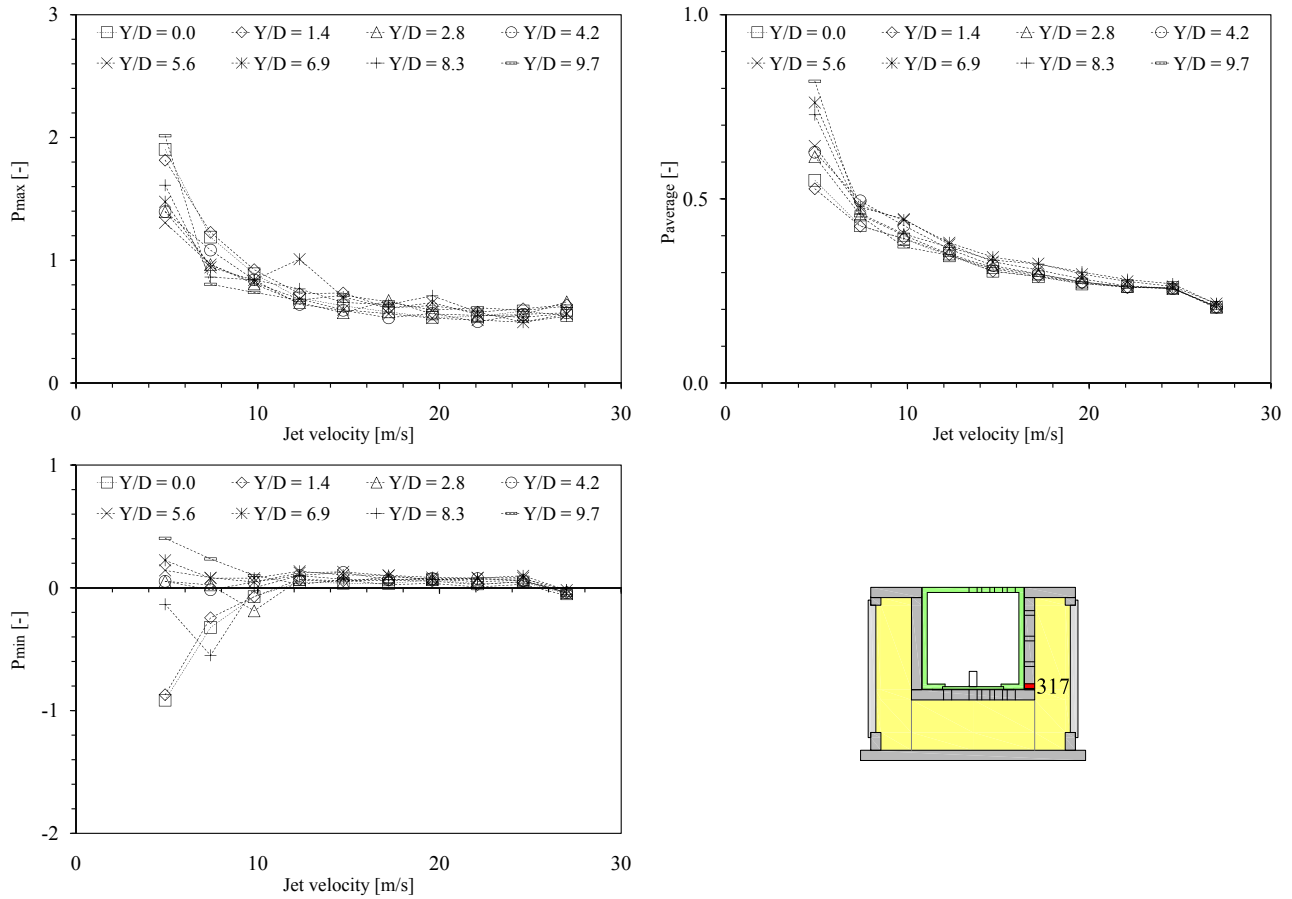 3
2
1
0
Pmax [-]
Y/D = 0.0 Y/D = 1.4 Y/D = 2.8 Y/D = 4.2
Y/D = 5.6 Y/D = 6.9 Y/D = 8.3 Y/D = 9.7
0 10 20 30
Jet velocity [m/s]
1.0
0.5
0.0
Paverage [-]
Y/D = 0.0 Y/D = 1.4 Y/D = 2.8 Y/D = 4.2
Y/D = 5.6 Y/D = 6.9 Y/D = 8.3 Y/D = 9.7
0 10 20 30
Jet velocity [m/s]
1
0
-1
-2
Pmin [-]
Y/D = 0.0 Y/D = 1.4 Y/D = 2.8 Y/D = 4.2
Y/D = 5.6 Y/D = 6.9 Y/D = 8.3 Y/D = 9.7
0 10 20 30
Jet velocity [m/s]
317